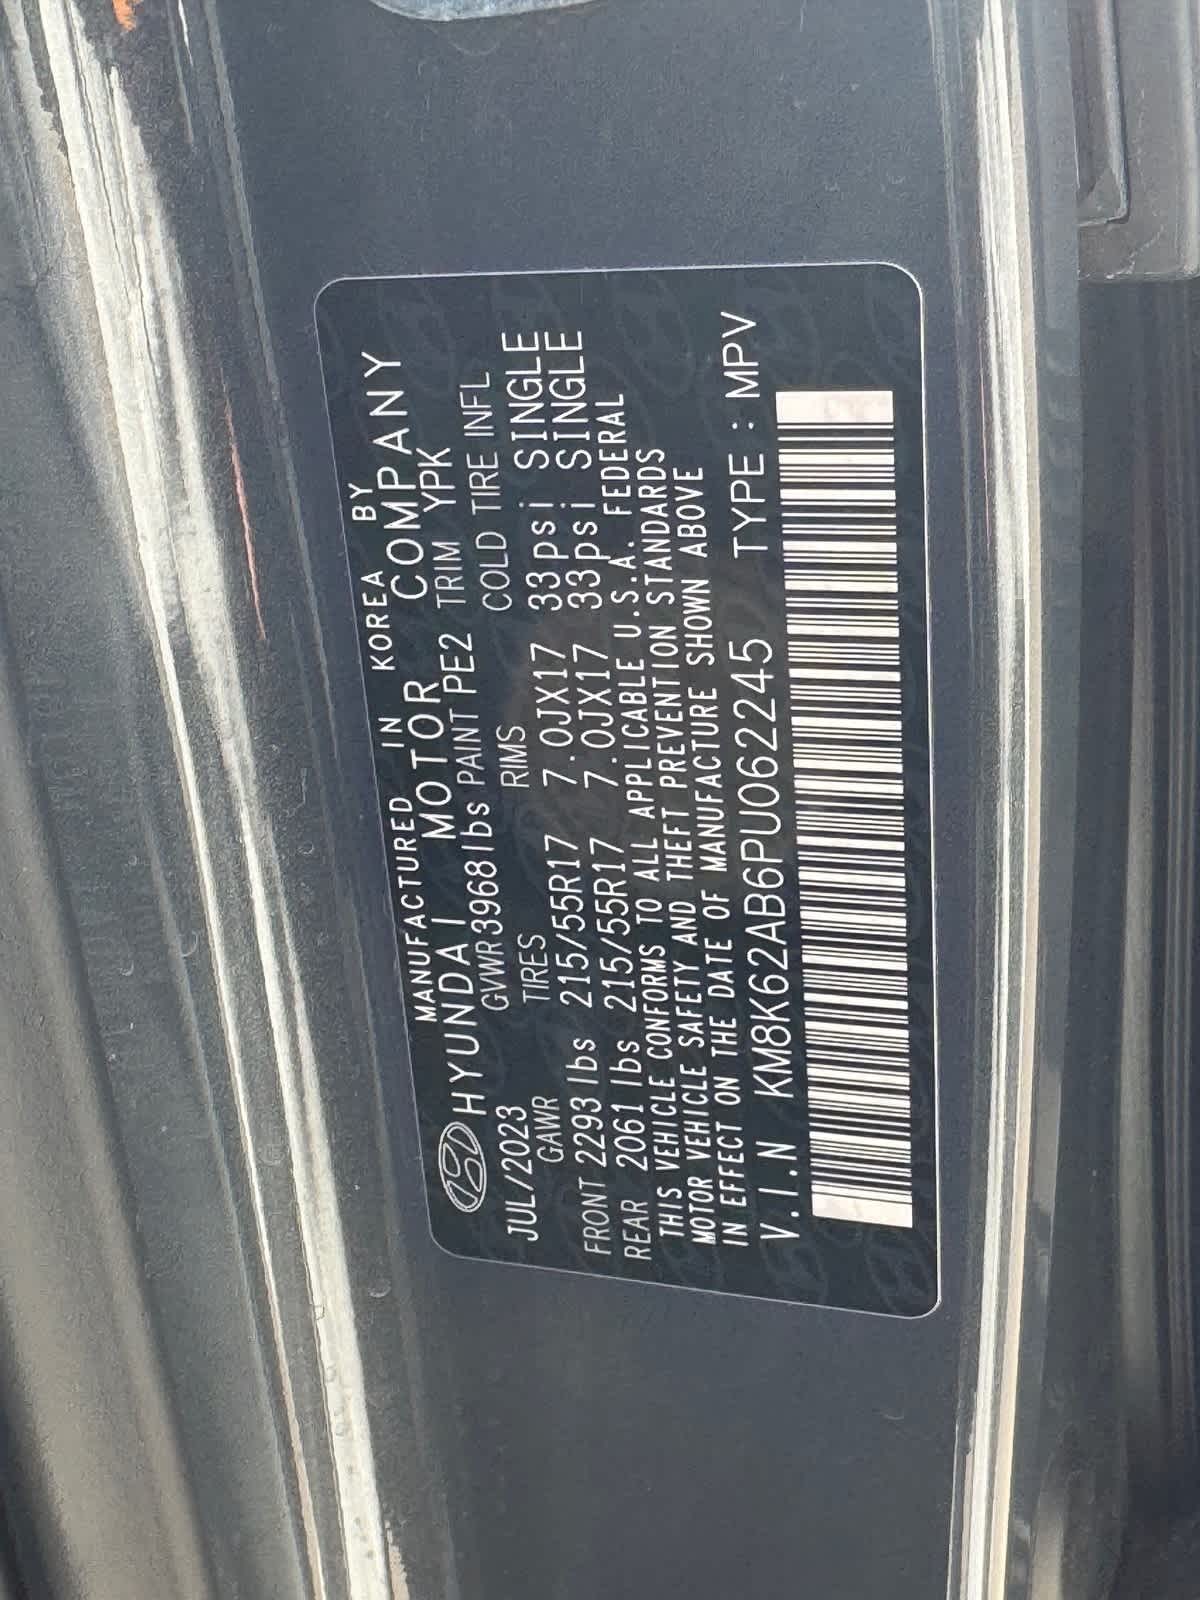 MANUFACTURED IN KOREA BY
HYUNDAI MOTOR COMPANY
JUL/2023 GVWR 3968lbs PAINT PE2 TRIM YPK
GAWR TIRES RIMS COLD TIRE INFL
FRONT 2293lbs 215/55R17 7.0JX17 33psi SINGLE
REAR 2061lbs 215/55R17 7.0JX17 33psi SINGLE
THIS VEHICLE CONFORMS TO ALL APPLICABLE U.S.A. FEDERAL
MOTOR VEHICLE SAFETY AND THEFT PREVENTION STANDARDS
IN EFFECT ON THE DATE OF MANUFACTURE SHOWN ABOVE
V.I.N KM8K62AB6PU062245 TYPE : MPV